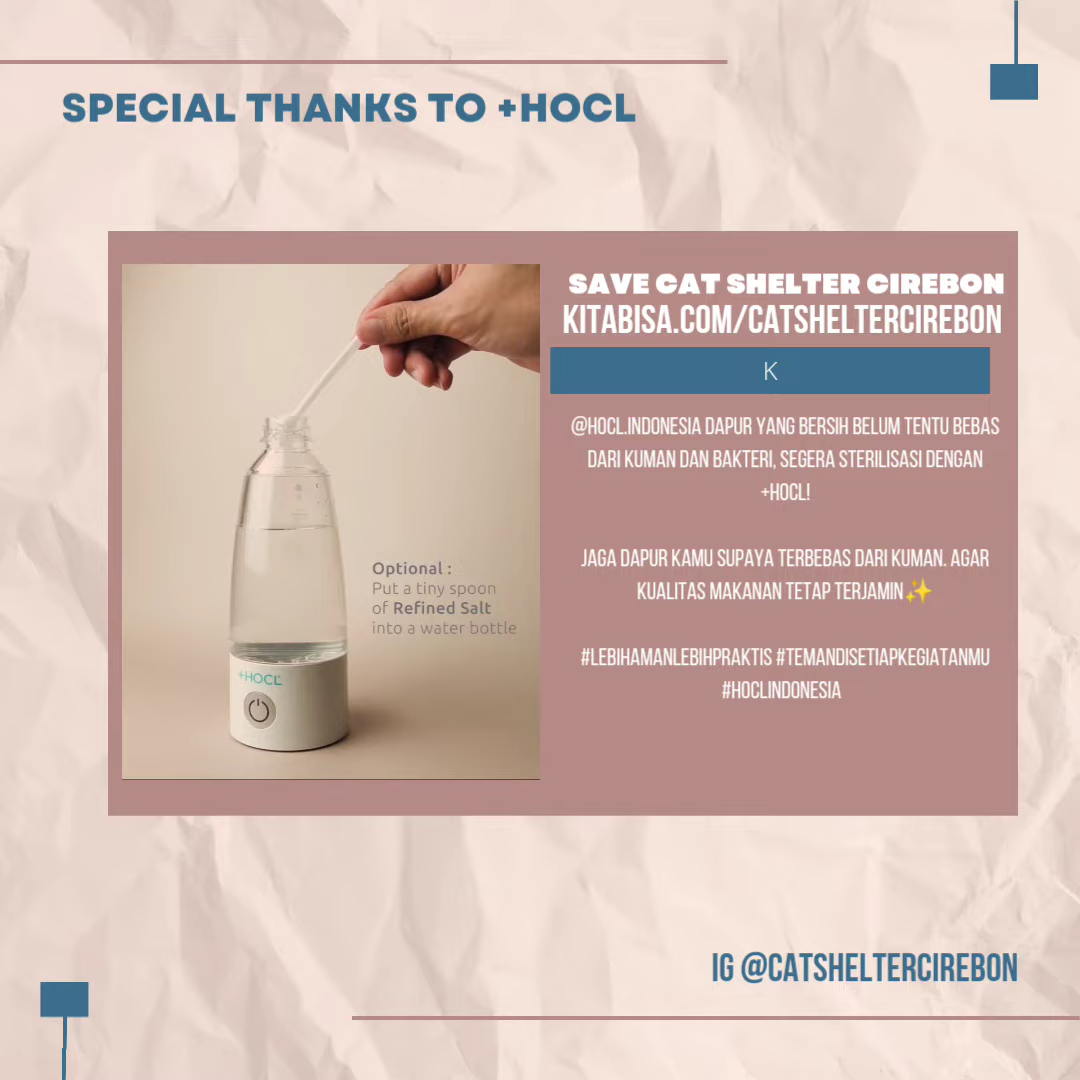 SPECIAL THANKS TO +HOCL
SAVE CAT SHELTER CIREBON
KITABISA.COM/CATSHELTERCIREBON
K
@HOCL.INDONESIA DAPUR YANG BERSIH BELUM TENTU BEBAS
DARI KUMAN DAN BAKTERI, SEGERA STERILISASI DENGAN
+HOCL!
JAGA DAPUR KAMU SUPAYA TERBEBAS DARI KUMAN. AGAR
KUALITAS MAKANAN TETAP TERJAMIN✨
#LEBIHAMANLEBIHPRAKTIS #TEMANDISETIAPKEGIATANMU
#HOCLINDONESIA
Optional :
Put a tiny spoon
of Refined Salt
into a water bottle
+HOCL
IG @CATSHELTERCIREBON